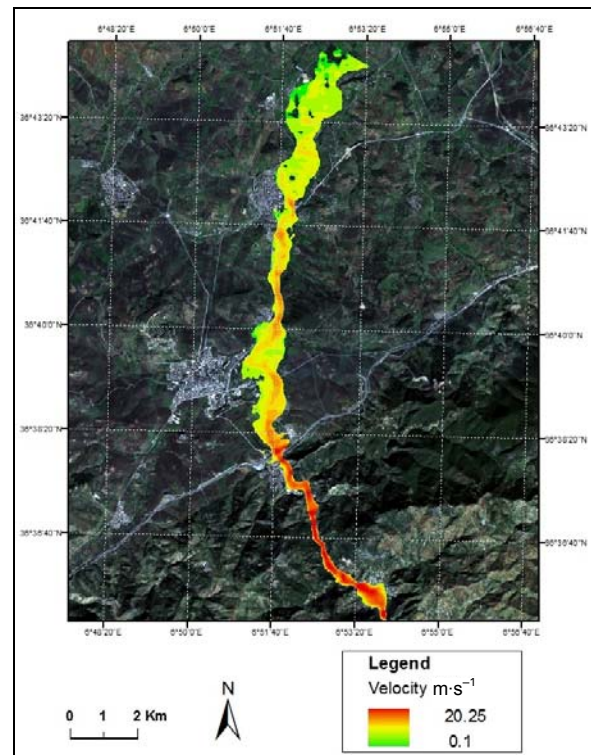 6°48'20"E 6°50'0"E 6°51'40"E 6°53'20"E 6°55'0"E 6°56'40"E
36°43'20"N 36°43'20"N
36°41'40"N 36°41'40"N
36°40'0"N 36°40'0"N
36°38'20"N 36°38'20"N
36°36'40"N 36°36'40"N
6°48'20"E 6°50'0"E 6°51'40"E 6°53'20"E 6°55'0"E 6°56'40"E
N
0 1 2 Km
Legend
Velocity m·s⁻¹
20.25
0.1